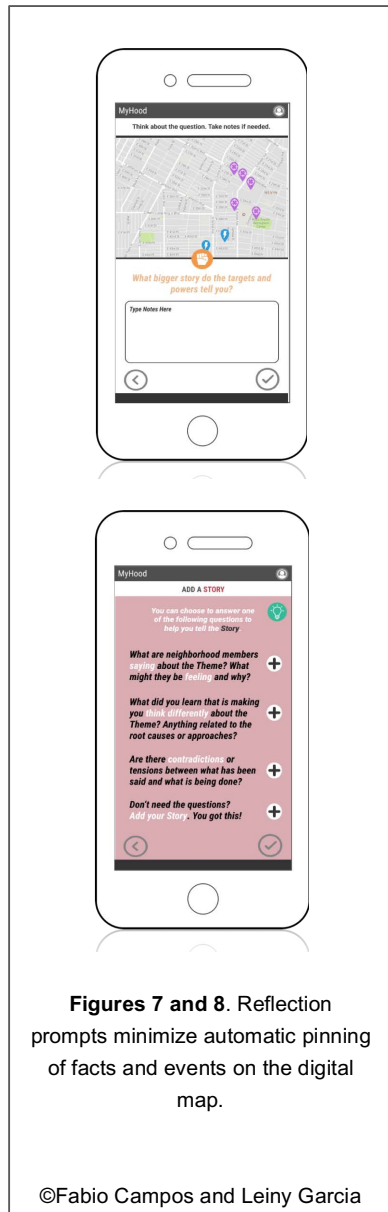 MyHood
Think about the question. Take notes if needed.
What bigger story do the targets and
powers tell you?
Type Notes Here
MyHood
ADD A STORY
You can choose to answer one
of the following questions to
help you tell the Story.
What are neighborhood members
saying about the Theme? What
might they be feeling and why?
What did you learn that is making
you think differently about the
Theme? Anything related to the
root causes or approaches?
Are there contradictions or
tensions between what has been
said and what is being done?
Don't need the questions?
Add your Story. You got this!
Figures 7 and 8. Reflection
prompts minimize automatic pinning
of facts and events on the digital
map.
©Fabio Campos and Leiny Garcia